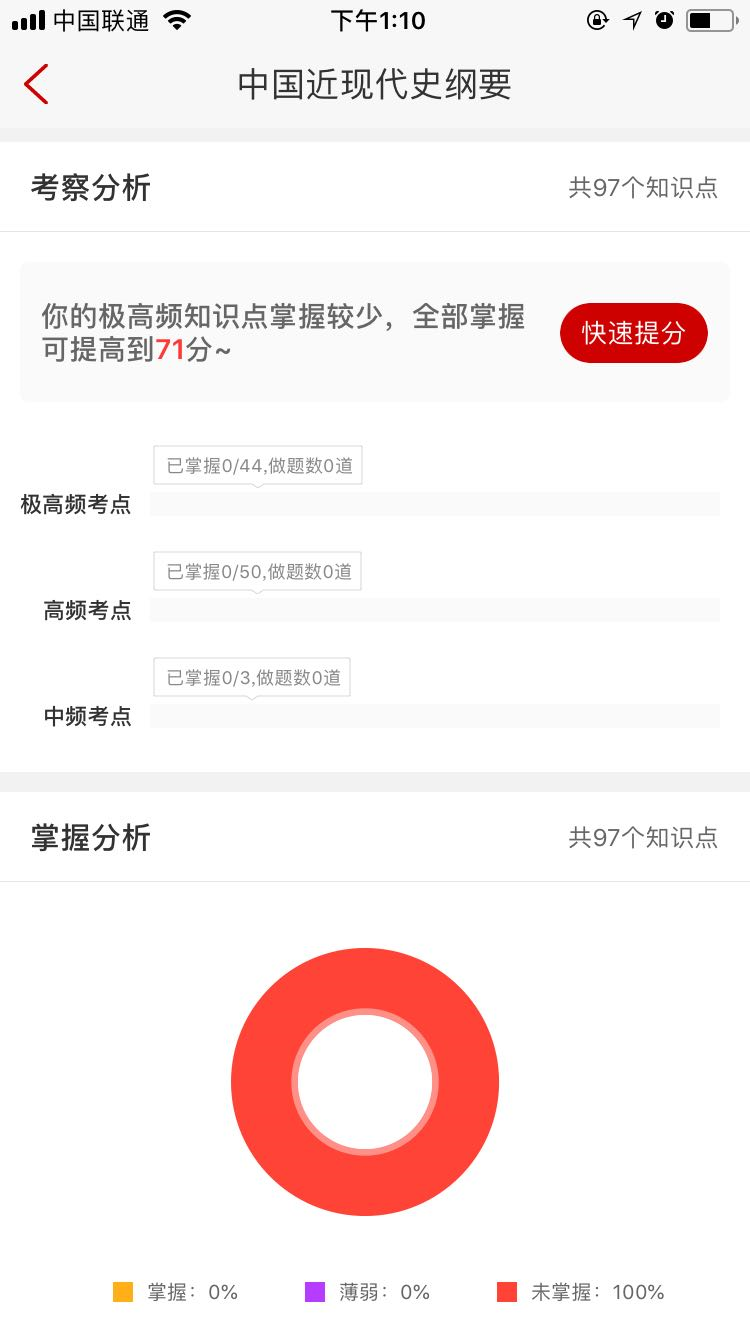 中国联通 下午1:10
中国近现代史纲要
考察分析 共97个知识点
你的极高频知识点掌握较少，全部掌握
可提高到71分~
快速提分
已掌握0/44,做题数0道
极高频考点
已掌握0/50,做题数0道
高频考点
已掌握0/3,做题数0道
中频考点
掌握分析 共97个知识点
掌握：0% 薄弱：0% 未掌握：100%